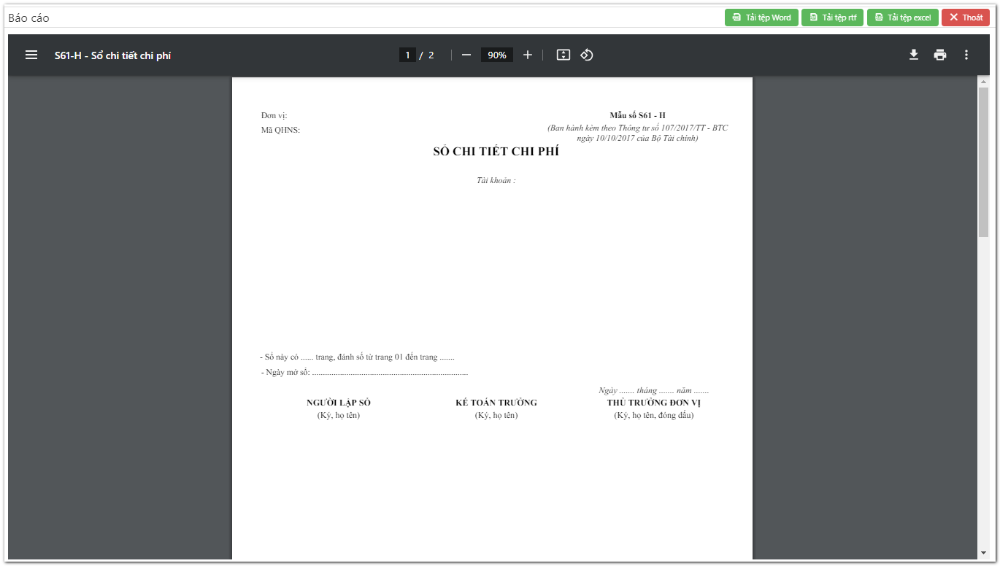 Báo cáo
Tải tệp Word
Tải tệp rtf
Tải tệp excel
Thoát
S61-H - Sổ chi tiết chi phí
1 / 2
90%
Đơn vị:
Mã QHNS:
Mẫu số S61 - H
(Ban hành kèm theo Thông tư số 107/2017/TT - BTC
ngày 10/10/2017 của Bộ Tài chính)
SỔ CHI TIẾT CHI PHÍ
Tài khoản :
- Sổ này có ...... trang, đánh số từ trang 01 đến trang .......
- Ngày mở sổ: .........................................................................
Ngày ....... tháng ....... năm .......
NGƯỜI LẬP SỔ
KẾ TOÁN TRƯỞNG
THỦ TRƯỞNG ĐƠN VỊ
(Ký, họ tên)
(Ký, họ tên)
(Ký, họ tên, đóng dấu)